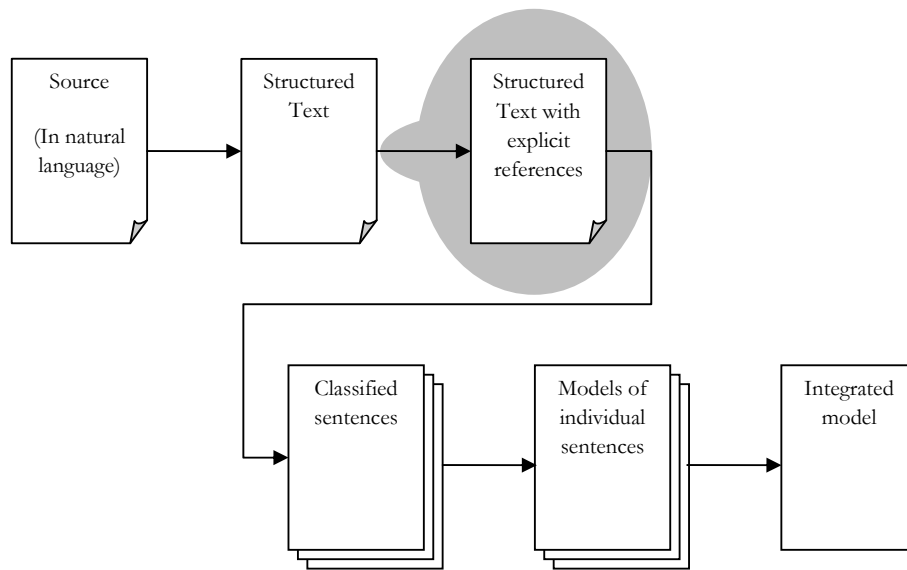 Source
(In natural
language)
Structured
Text
Structured
Text with
explicit
references
Classified
sentences
Models of
individual
sentences
Integrated
model